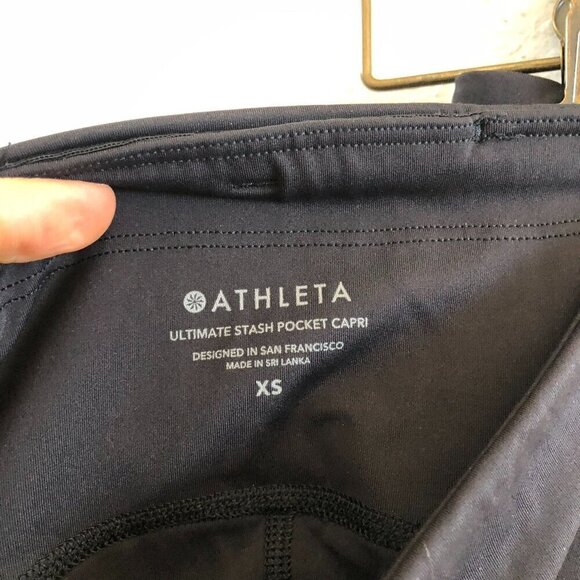 ATHLETA
ULTIMATE STASH POCKET CAPRI
DESIGNED IN SAN FRANCISCO
MADE IN SRI LANKA
XS